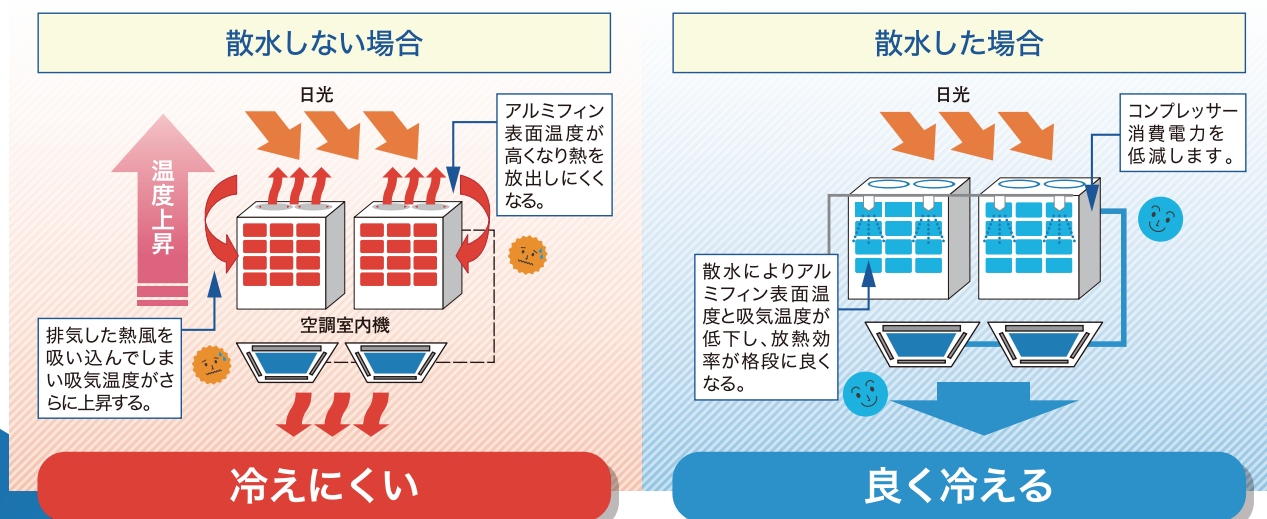 散水しない場合
日光
アルミフィン
表面温度が
高くなり熱を
放出しにくく
なる。
温度上昇
排気した熱風を
吸い込んでしま
い吸気温度がさ
らに上昇する。
空調室内機
冷えにくい
散水した場合
日光
コンプレッサー
消費電力を
低減します。
散水によりアル
ミフィン表面温
度と吸気温度が
低下し、放熱効
率が格段に良く
なる。
良く冷える